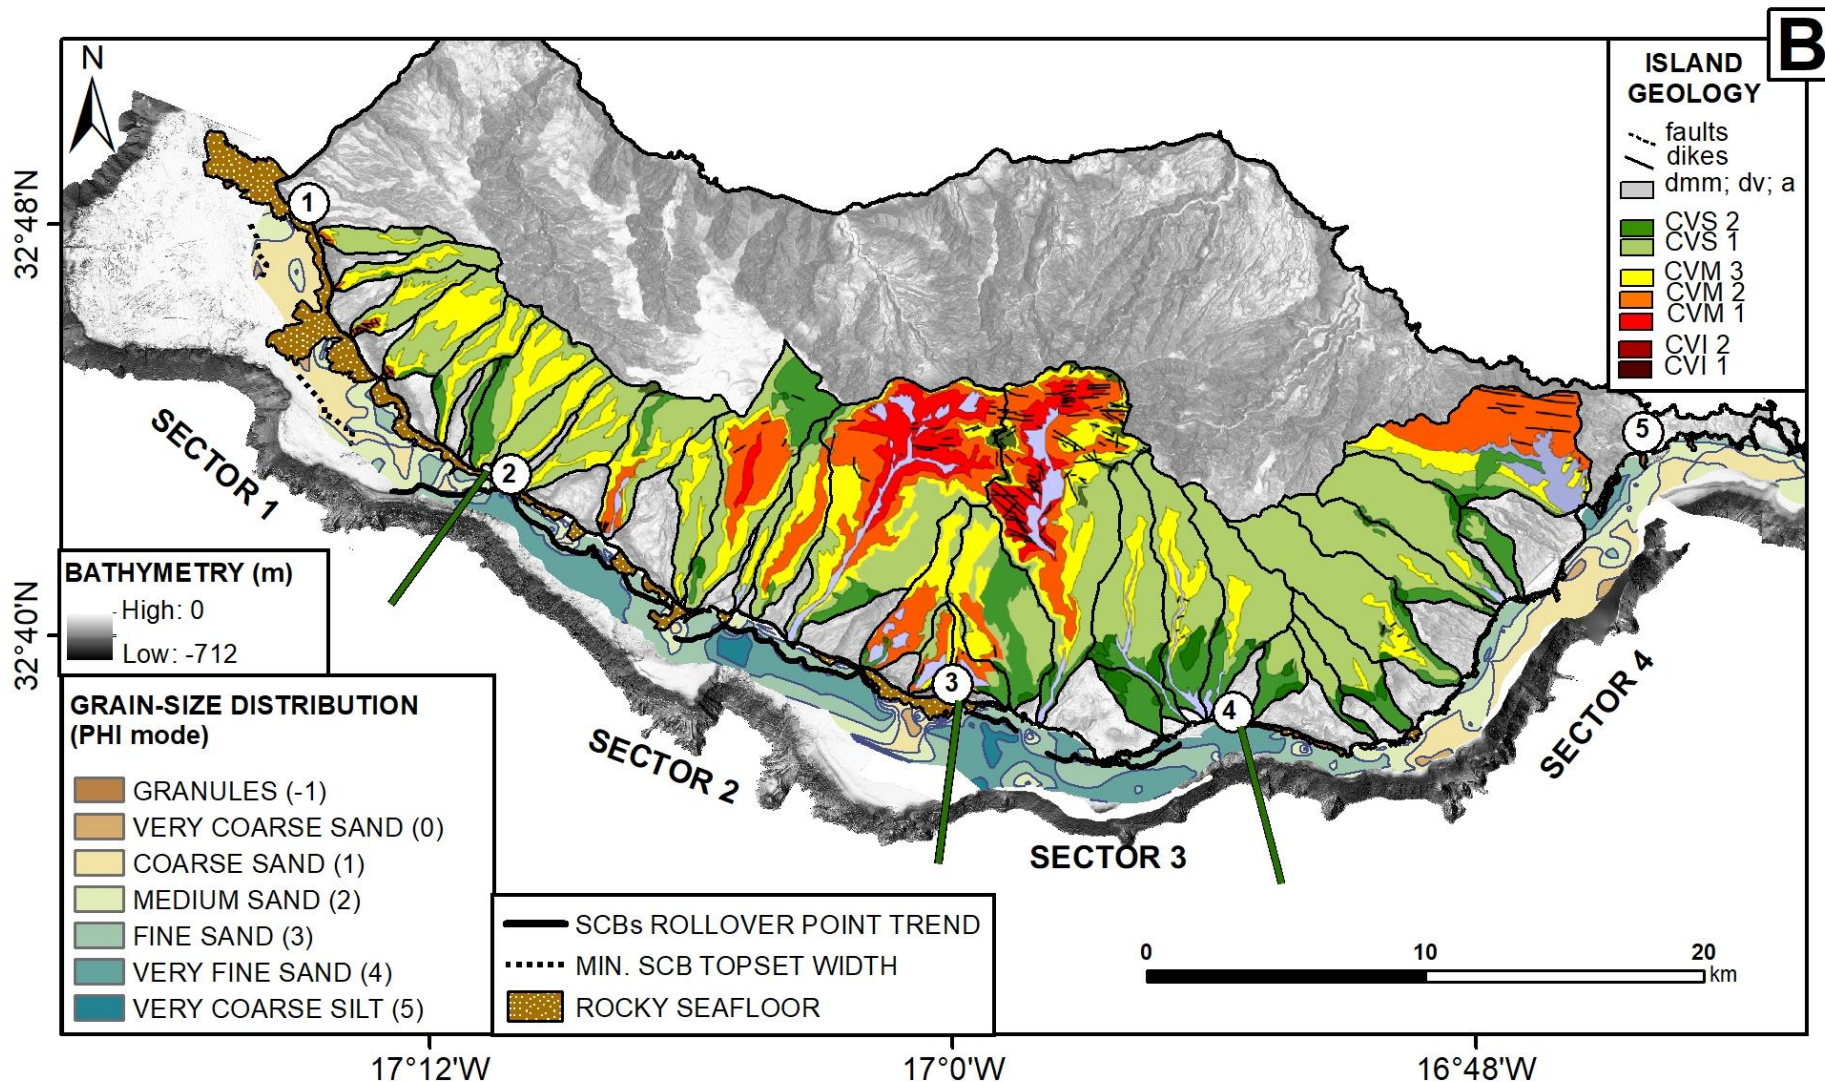 B
N
ISLAND
GEOLOGY
faults
dikes
dmm; dv; a
CVS 2
CVS 1
CVM 3
CVM 2
CVM 1
CVI 2
CVI 1
32°48'N
32°40'N
1
2
3
4
5
SECTOR 1
SECTOR 2
SECTOR 3
SECTOR 4
BATHYMETRY (m)
High: 0
Low: -712
GRAIN-SIZE DISTRIBUTION
(PHI mode)
GRANULES (-1)
VERY COARSE SAND (0)
COARSE SAND (1)
MEDIUM SAND (2)
FINE SAND (3)
VERY FINE SAND (4)
VERY COARSE SILT (5)
SCBs ROLLOVER POINT TREND
MIN. SCB TOPSET WIDTH
ROCKY SEAFLOOR
0 10 20
km
17°12'W 17°0'W 16°48'W